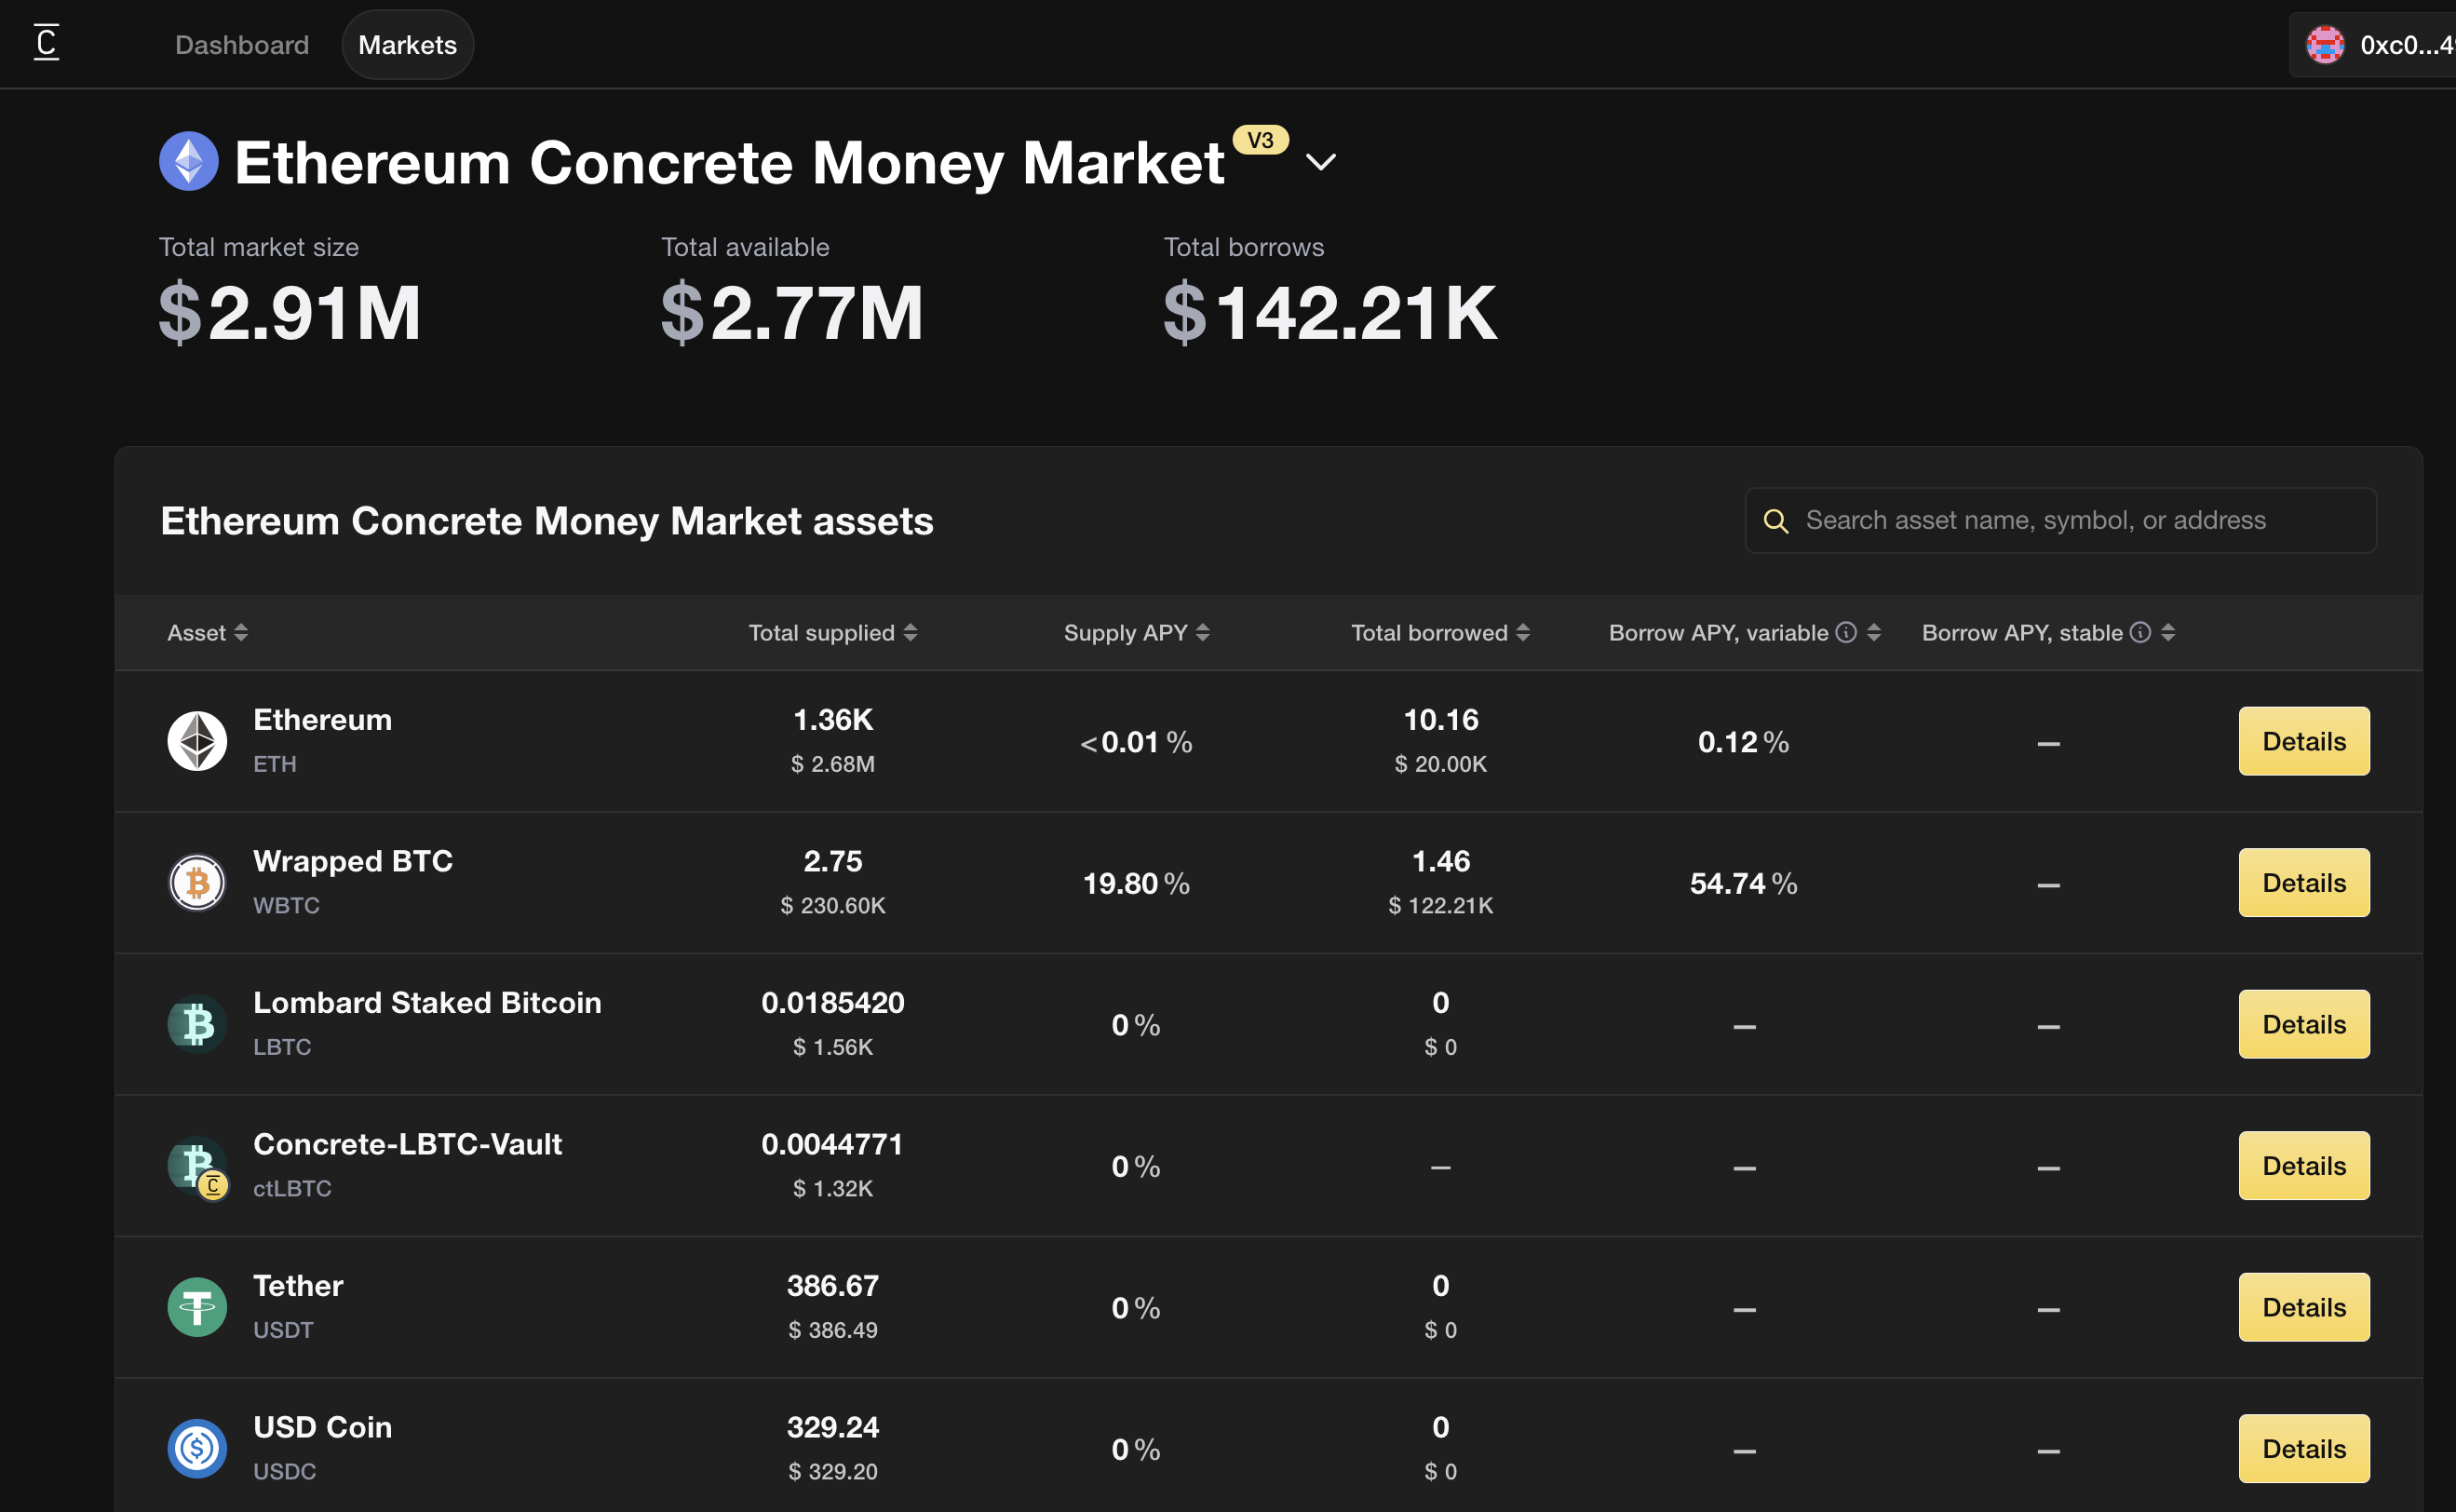 C
Dashboard Markets 0xc0...4
Ethereum Concrete Money Market V3
Total market size Total available Total borrows
$2.91M $2.77M $142.21K
Ethereum Concrete Money Market assets
Search asset name, symbol, or address
Asset Total supplied Supply APY Total borrowed Borrow APY, variable Borrow APY, stable
Ethereum 1.36K <0.01% 10.16 0.12% — Details
ETH $ 2.68M $ 20.00K
Wrapped BTC 2.75 19.80% 1.46 54.74% — Details
WBTC $ 230.60K $ 122.21K
Lombard Staked Bitcoin 0.0185420 0% 0 — — Details
LBTC $ 1.56K $ 0
Concrete-LBTC-Vault 0.0044771 0% — — — Details
ctLBTC $ 1.32K
Tether 386.67 0% 0 — — Details
USDT $ 386.49 $ 0
USD Coin 329.24 0% 0 — — Details
USDC $ 329.20 $ 0